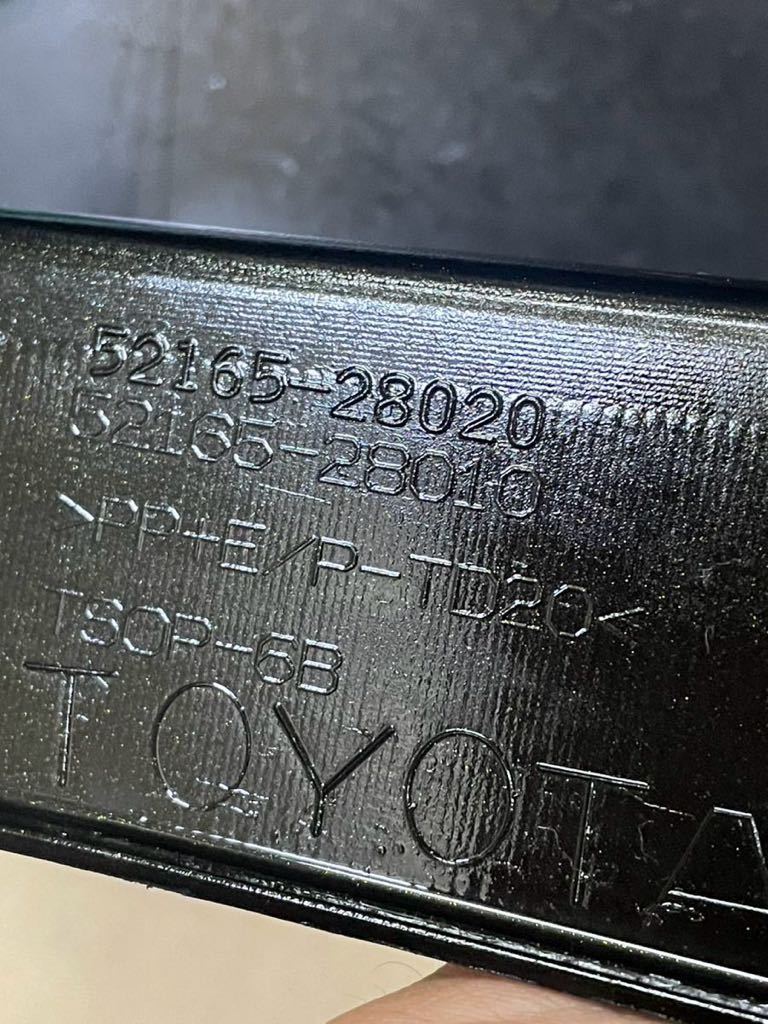 52165-28020
52165-28010
>PP+E/P-TD20<
TSOP-6B
TOYOTA